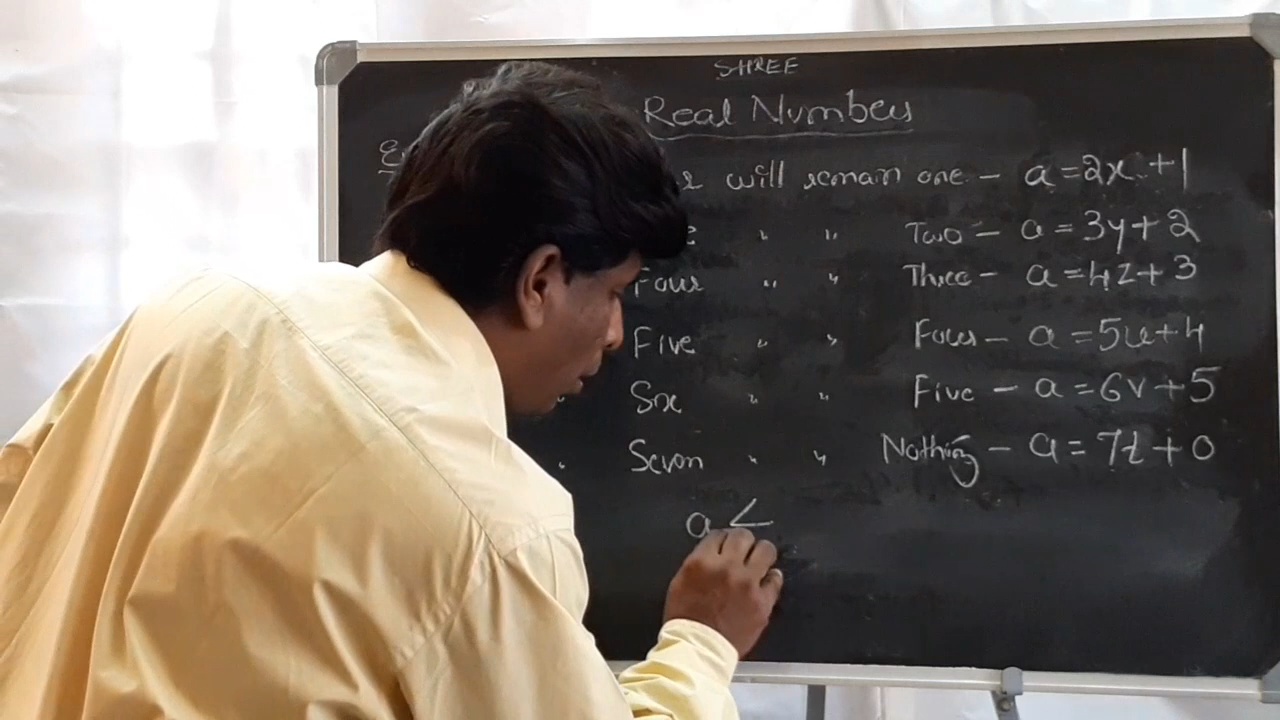 SHREE
Real Numbers
will remain one – a=2x+1
" " Two – a=3y+2
Four " " Three – a=4z+3
Five " " Four – a=5u+4
Six " " Five – a=6v+5
" Seven " " Nothing – a=7t+0
a <